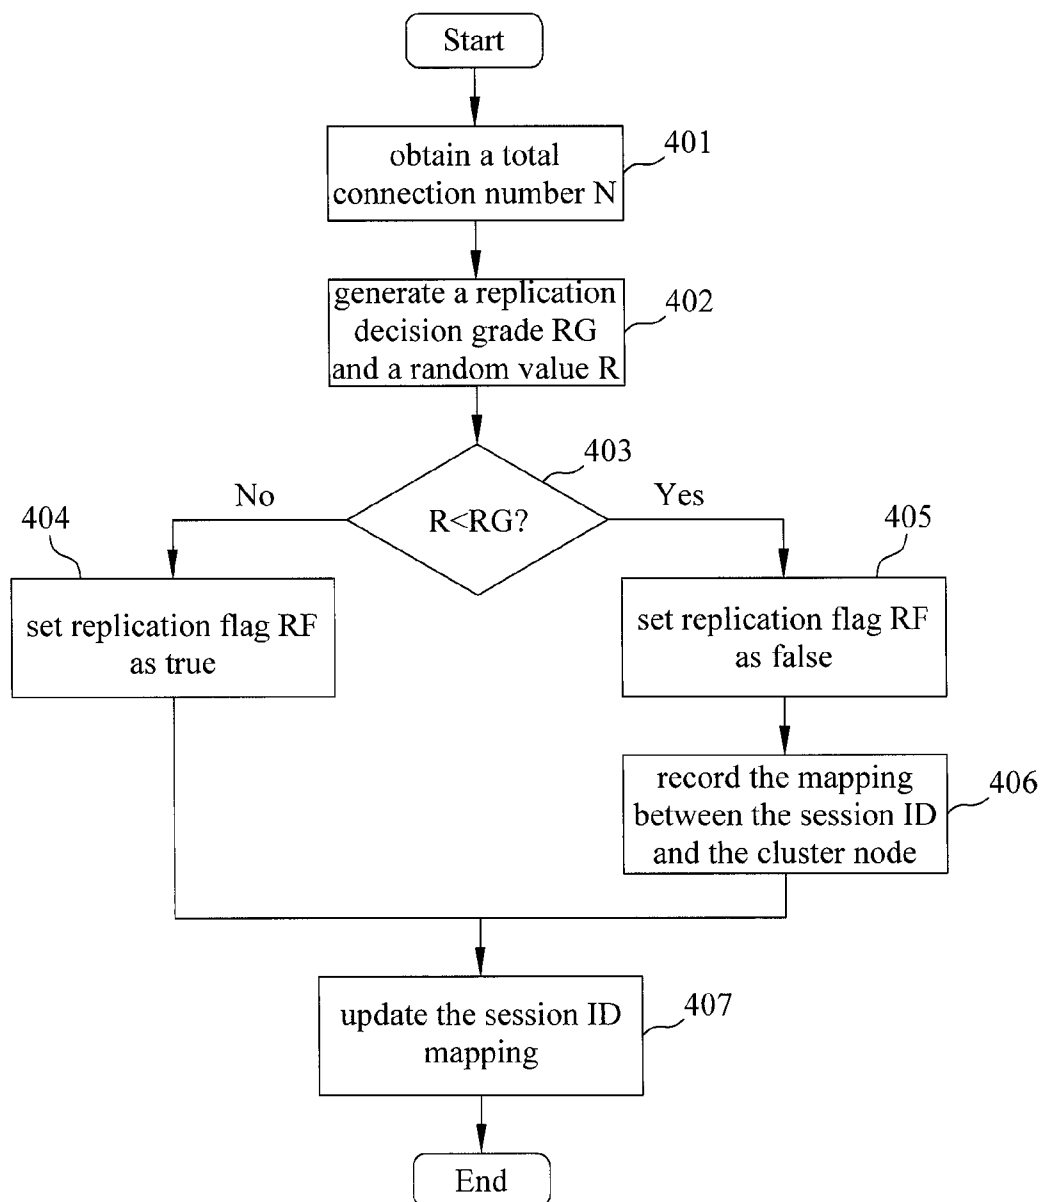 Start
obtain a total
connection number N
401
generate a replication
decision grade RG
and a random value R
402
R<RG?
403
No
Yes
404
set replication flag RF
as true
405
set replication flag RF
as false
record the mapping
between the session ID
and the cluster node
406
update the session ID
mapping
407
End